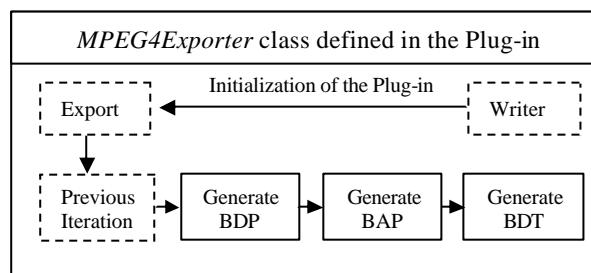 MPEG4Exporter class defined in the Plug-in
Initialization of the Plug-in
Export
Writer
Previous
Iteration
Generate
BDP
Generate
BAP
Generate
BDT